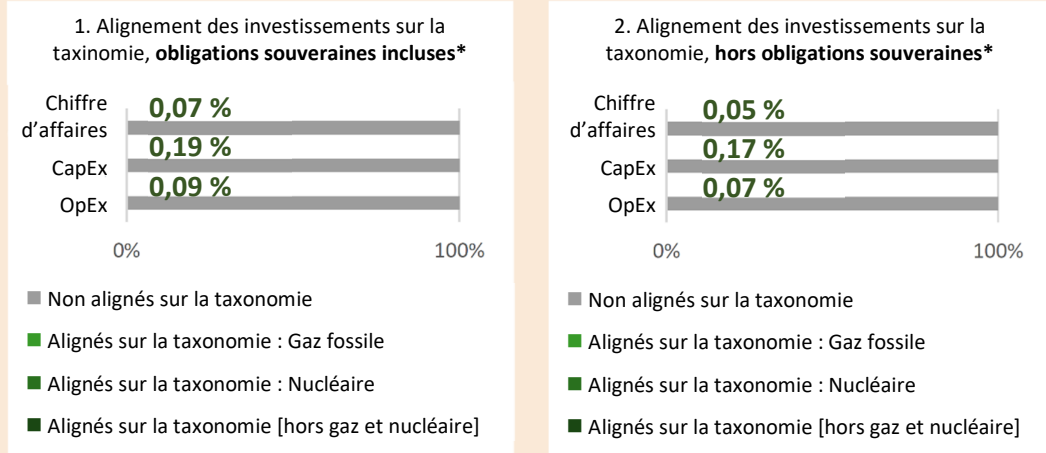 1. Alignement des investissements sur la
taxinomie, obligations souveraines incluses*
Chiffre
d'affaires
0,07 %
CapEx
0,19 %
OpEx
0,09 %
0%
100%
Non alignés sur la taxonomie
Alignés sur la taxonomie : Gaz fossile
Alignés sur la taxonomie : Nucléaire
Alignés sur la taxonomie [hors gaz et nucléaire]
2. Alignement des investissements sur la
taxonomie, hors obligations souveraines*
Chiffre
d'affaires
0,05 %
CapEx
0,17 %
OpEx
0,07 %
0%
100%
Non alignés sur la taxonomie
Alignés sur la taxonomie : Gaz fossile
Alignés sur la taxonomie : Nucléaire
Alignés sur la taxonomie [hors gaz et nucléaire]